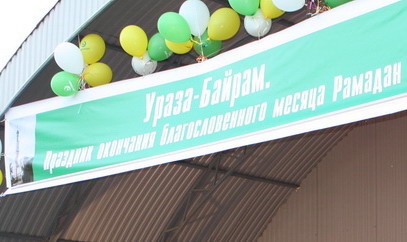 Ураза-Байрам.
Праздник окончания благословенного месяца Рамадан